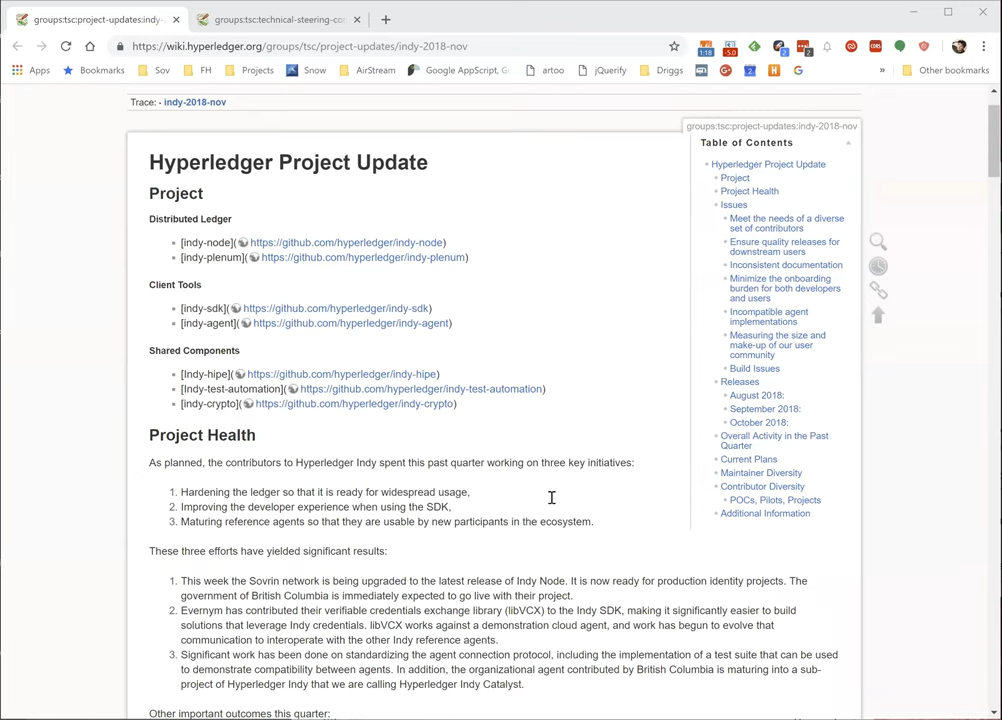 groups:tsc:project-updates:indy-
groups:tsc:technical-steering-co
https://wiki.hyperledger.org/groups/tsc/project-updates/indy-2018-nov
1:18
-5.0
2
2
CORS
Apps
Bookmarks
Sov
FH
Projects
Snow
AirStream
Google AppScript, G
artoo
jQuerify
Driggs
2
H
G
»
Other bookmarks
Trace: • indy-2018-nov
groups:tsc:project-updates:indy-2018-nov
Hyperledger Project Update
Project
Distributed Ledger
[indy-node](https://github.com/hyperledger/indy-node)
[indy-plenum](https://github.com/hyperledger/indy-plenum)
Client Tools
[indy-sdk](https://github.com/hyperledger/indy-sdk)
[indy-agent](https://github.com/hyperledger/indy-agent)
Shared Components
[Indy-hipe](https://github.com/hyperledger/indy-hipe)
[Indy-test-automation](https://github.com/hyperledger/indy-test-automation)
[indy-crypto](https://github.com/hyperledger/indy-crypto)
Project Health
As planned, the contributors to Hyperledger Indy spent this past quarter working on three key initiatives:
1. Hardening the ledger so that it is ready for widespread usage,
2. Improving the developer experience when using the SDK,
3. Maturing reference agents so that they are usable by new participants in the ecosystem.
These three efforts have yielded significant results:
1. This week the Sovrin network is being upgraded to the latest release of Indy Node. It is now ready for production identity projects. The
government of British Columbia is immediately expected to go live with their project.
2. Evernym has contributed their verifiable credentials exchange library (libVCX) to the Indy SDK, making it significantly easier to build
solutions that leverage Indy credentials. libVCX works against a demonstration cloud agent, and work has begun to evolve that
communication to interoperate with the other Indy reference agents.
3. Significant work has been done on standardizing the agent connection protocol, including the implementation of a test suite that can be used
to demonstrate compatibility between agents. In addition, the organizational agent contributed by British Columbia is maturing into a sub-
project of Hyperledger Indy that we are calling Hyperledger Indy Catalyst.
Other important outcomes this quarter:
Table of Contents
Hyperledger Project Update
Project
Project Health
Issues
Meet the needs of a diverse
set of contributors
Ensure quality releases for
downstream users
Inconsistent documentation
Minimize the onboarding
burden for both developers
and users
Incompatible agent
implementations
Measuring the size and
make-up of our user
community
Build Issues
Releases
August 2018:
September 2018:
October 2018:
Overall Activity in the Past
Quarter
Current Plans
Maintainer Diversity
Contributor Diversity
POCs, Pilots, Projects
Additional Information